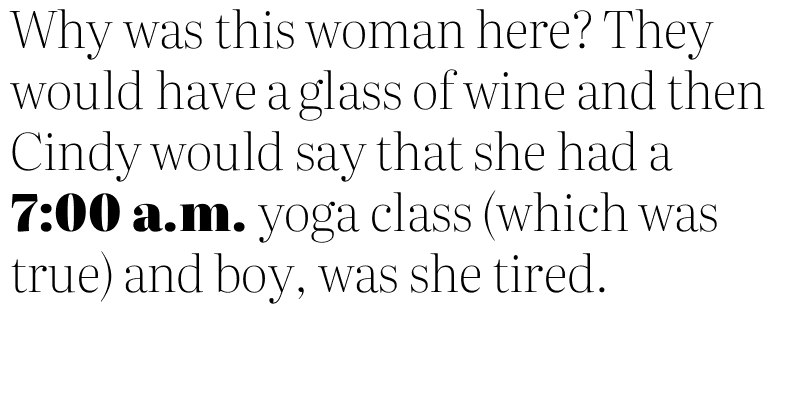 Why was this woman here? They
would have a glass of wine and then
Cindy would say that she had a
7:00 a.m. yoga class (which was
true) and boy, was she tired.